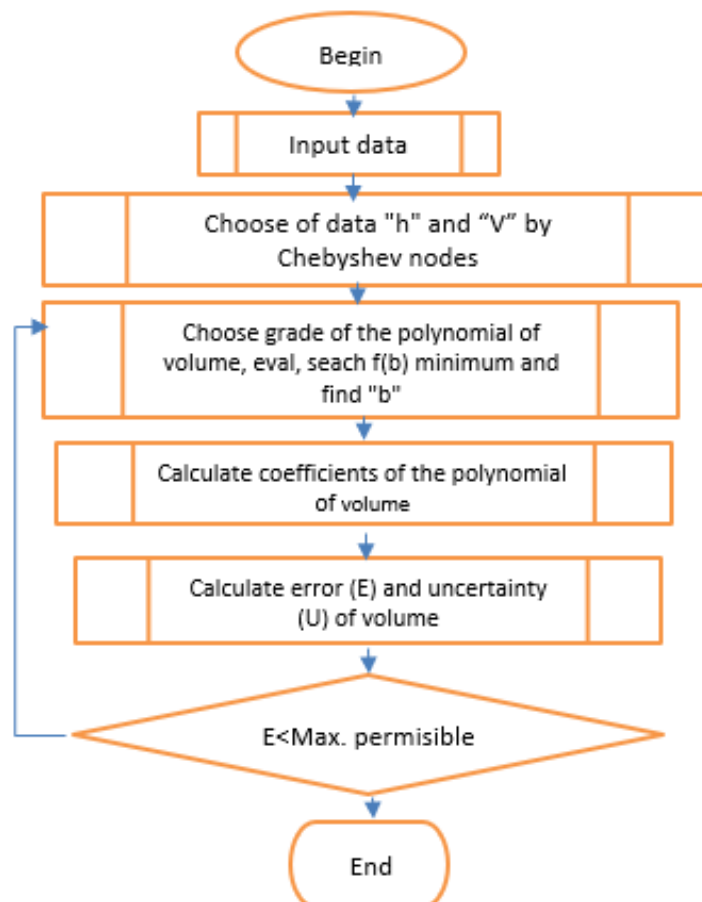 Begin
Input data
Choose of data "h" and “V” by
Chebyshev nodes
Choose grade of the polynomial of
volume, eval, seach f(b) minimum and
find "b"
Calculate coefficients of the polynomial
of volume
Calculate error (E) and uncertainty
(U) of volume
E<Max. permisible
End